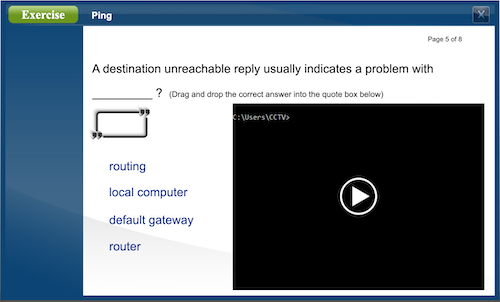 Exercise
Ping
X
Page 5 of 8
A destination unreachable reply usually indicates a problem with
__________ ? (Drag and drop the correct answer into the quote box below)
C:\Users\CCTV>
routing
local computer
default gateway
router